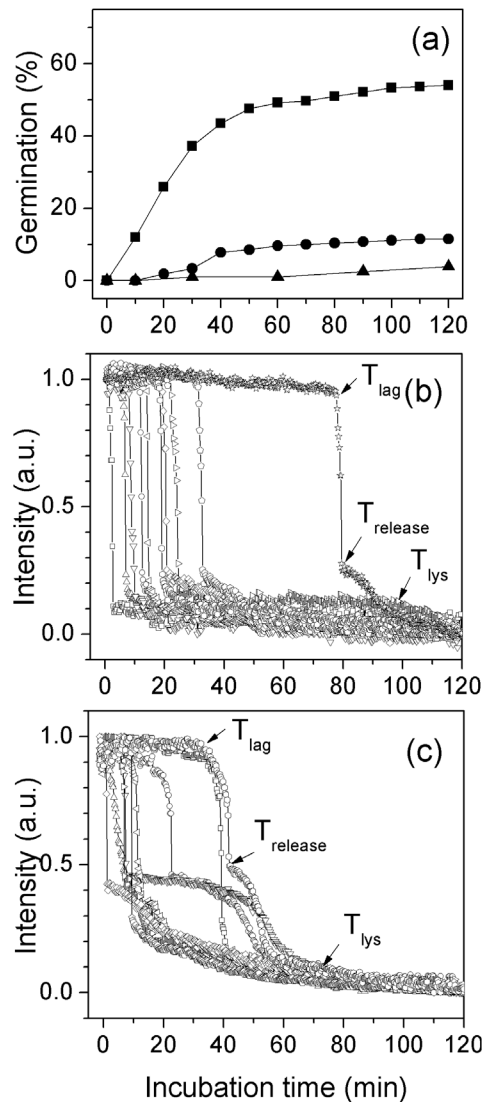 (a)
Germination (%)
60
40
20
0
0 20 40 60 80 100 120
(b)
Intensity (a.u.)
1.0
0.5
0.0
T_lag
T_release
T_lys
0 20 40 60 80 100 120
(c)
Intensity (a.u.)
1.0
0.5
0.0
T_lag
T_release
T_lys
0 20 40 60 80 100 120
Incubation time (min)